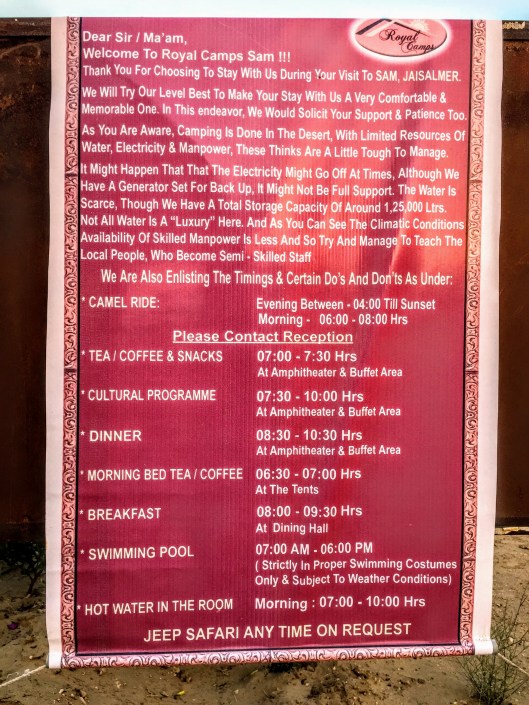 Royal
Camps
Dear Sir / Ma'am,
Welcome To Royal Camps Sam !!!
Thank You For Choosing To Stay With Us During Your Visit To SAM, JAISALMER.
We Will Try Our Level Best To Make Your Stay With Us A Very Comfortable &
Memorable One. In This endeavor, We Would Solicit Your Support & Patience Too.
As You Are Aware, Camping Is Done In The Desert, With Limited Resources Of
Water, Electricity & Manpower, These Thinks Are A Little Tough To Manage.
It Might Happen That That The Electricity Might Go Off At Times, Although We
Have A Generator Set For Back Up, It Might Not Be Full Support. The Water Is
Scarce, Though We Have A Total Storage Capacity Of Around 1,25,000 Ltrs.
Not All Water Is A “Luxury” Here. And As You Can See The Climatic Conditions
Availability Of Skilled Manpower Is Less And So Try And Manage To Teach The
Local People, Who Become Semi - Skilled Staff
We Are Also Enlisting The Timings & Certain Do's And Don'ts As Under:
* CAMEL RIDE: Evening Between - 04:00 Till Sunset
Morning - 06:00 - 08:00 Hrs
Please Contact Reception
* TEA / COFFEE & SNACKS 07:00 - 7:30 Hrs
At Amphitheater & Buffet Area
* CULTURAL PROGRAMME 07:30 - 10:00 Hrs
At Amphitheater & Buffet Area
* DINNER 08:30 - 10:30 Hrs
At Amphitheater & Buffet Area
* MORNING BED TEA / COFFEE 06:30 - 07:00 Hrs
At The Tents
* BREAKFAST 08:00 - 09:30 Hrs
At Dining Hall
* SWIMMING POOL 07:00 AM - 06:00 PM
( Strictly In Proper Swimming Costumes
Only & Subject To Weather Conditions)
* HOT WATER IN THE ROOM Morning : 07:00 - 10:00 Hrs
JEEP SAFARI ANY TIME ON REQUEST